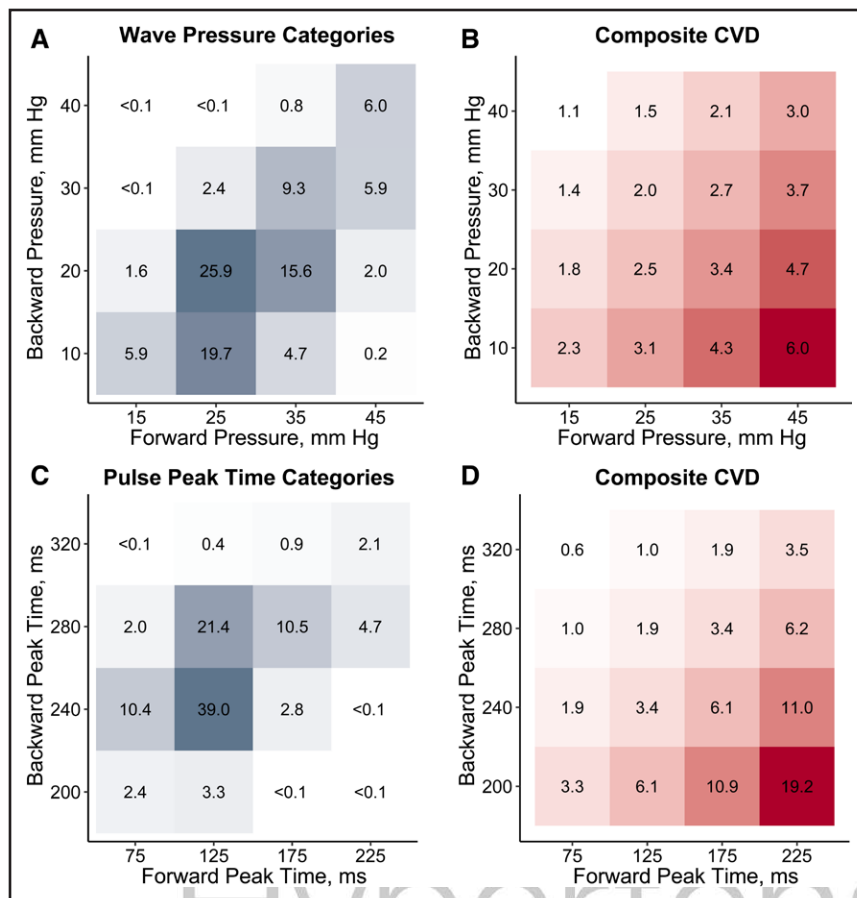 A Wave Pressure Categories
Backward Pressure, mm Hg
40 <0.1 <0.1 0.8 6.0
30 <0.1 2.4 9.3 5.9
20 1.6 25.9 15.6 2.0
10 5.9 19.7 4.7 0.2
15 25 35 45
Forward Pressure, mm Hg
B Composite CVD
Backward Pressure, mm Hg
40 1.1 1.5 2.1 3.0
30 1.4 2.0 2.7 3.7
20 1.8 2.5 3.4 4.7
10 2.3 3.1 4.3 6.0
15 25 35 45
Forward Pressure, mm Hg
C Pulse Peak Time Categories
Backward Peak Time, ms
320 <0.1 0.4 0.9 2.1
280 2.0 21.4 10.5 4.7
240 10.4 39.0 2.8 <0.1
200 2.4 3.3 <0.1 <0.1
75 125 175 225
Forward Peak Time, ms
D Composite CVD
Backward Peak Time, ms
320 0.6 1.0 1.9 3.5
280 1.0 1.9 3.4 6.2
240 1.9 3.4 6.1 11.0
200 3.3 6.1 10.9 19.2
75 125 175 225
Forward Peak Time, ms